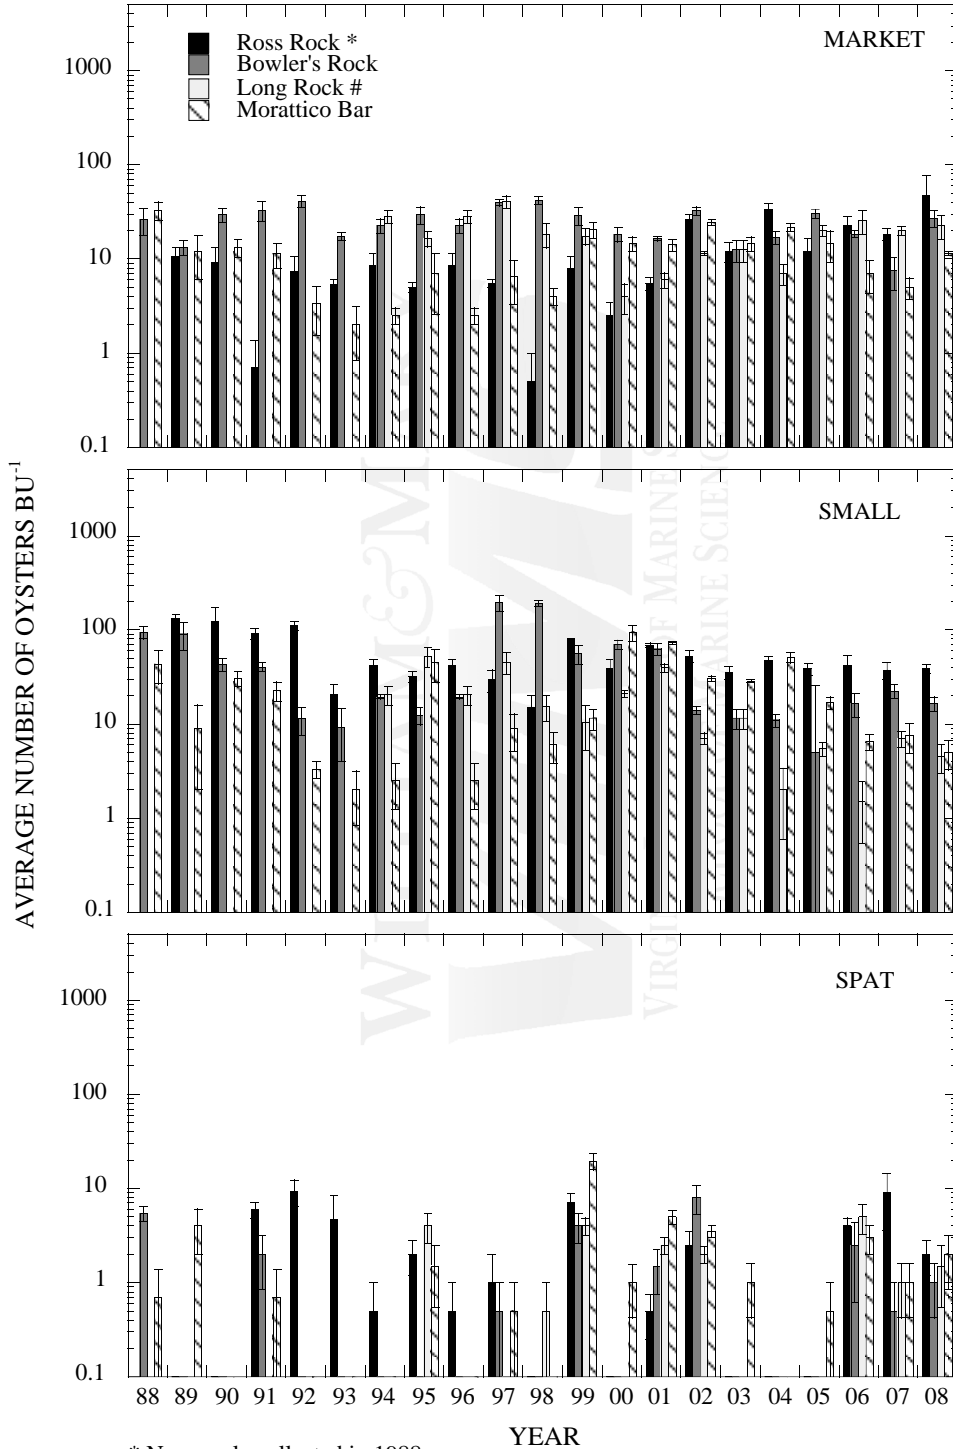 MARKET
Ross Rock *
Bowler's Rock
Long Rock #
Morattico Bar
1000
100
10
1
0.1
SMALL
1000
100
10
1
0.1
SPAT
1000
100
10
1
0.1
AVERAGE NUMBER OF OYSTERS BU-1
88 89 90 91 92 93 94 95 96 97 98 99 00 01 02 03 04 05 06 07 08
YEAR